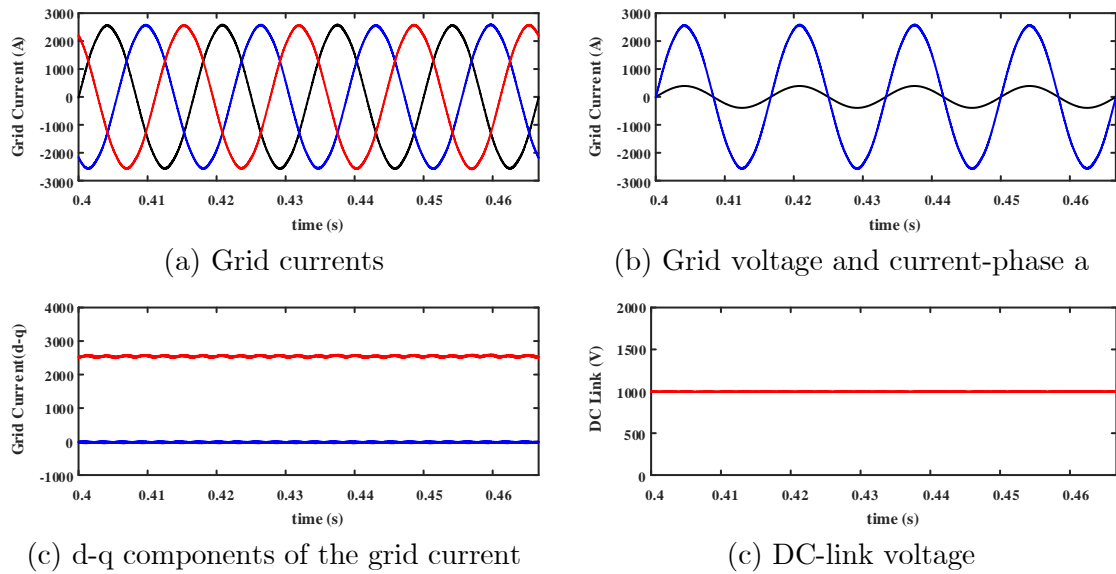 Grid Current (A)
3000
2000
1000
0
-1000
-2000
-3000
0.4 0.41 0.42 0.43 0.44 0.45 0.46
time (s)
(a) Grid currents
Grid Current (A)
3000
2000
1000
0
-1000
-2000
-3000
0.4 0.41 0.42 0.43 0.44 0.45 0.46
time (s)
(b) Grid voltage and current-phase a
Grid Current(d-q)
4000
3000
2000
1000
0
-1000
0.4 0.41 0.42 0.43 0.44 0.45 0.46
time (s)
(c) d-q components of the grid current
DC Link (V)
2000
1500
1000
500
0
0.4 0.41 0.42 0.43 0.44 0.45 0.46
time (s)
(c) DC-link voltage